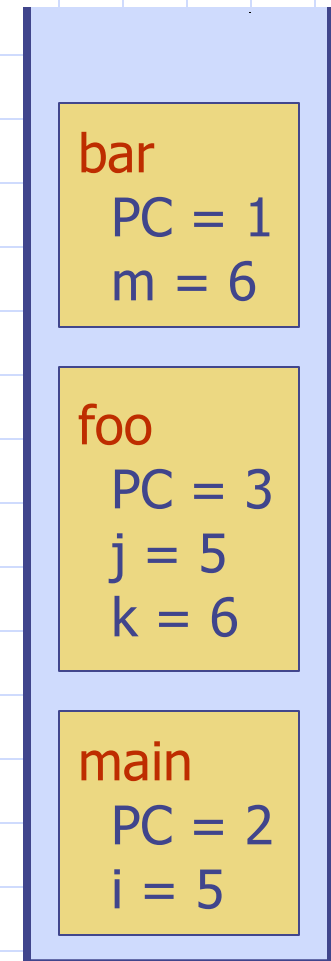 bar
PC = 1
m = 6
foo
PC = 3
j = 5
k = 6
main
PC = 2
i = 5